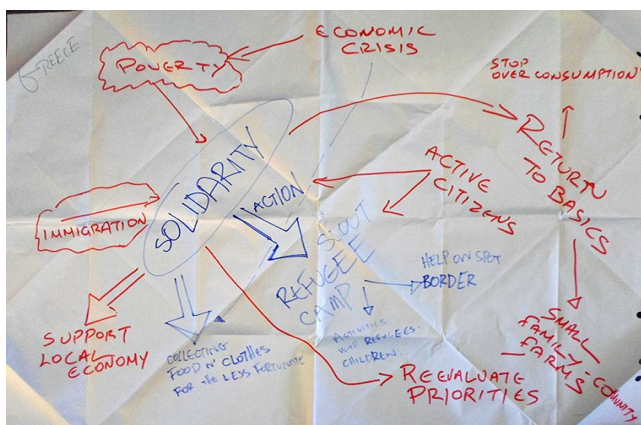 GREECE
ECONOMIC
CRISIS
POVERTY
STOP
OVER CONSUMPTION
RETURN
TO BASICS
SOLIDARITY
ACTION
ACTIVE
CITIZENS
IMMIGRATION
SCOUT
REFUGEE
CAMP
HELP ON SPOT
BORDER
SUPPORT
LOCAL
ECONOMY
COLLECTING
FOOD N' CLOTHES
FOR THE LESS FORTUNATE
ACTIVITIES
WITH REFUGEES-
CHILDREN.
SMALL
FAMILY-COMMUNITY
FARMS
REEVALUATE
PRIORITIES